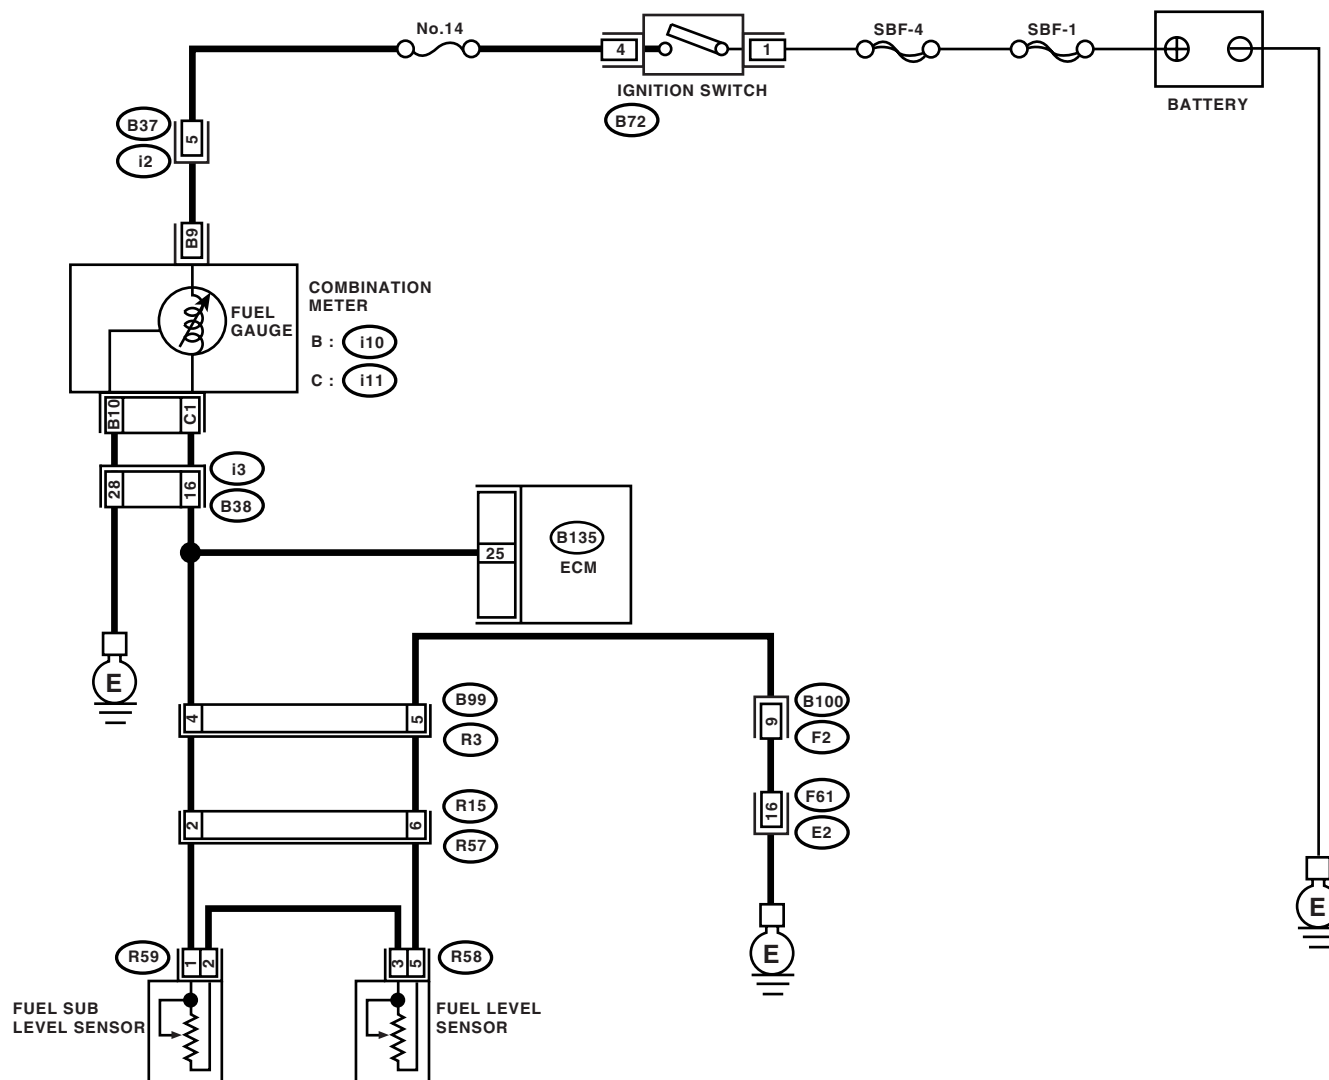 No.14
SBF-4
SBF-1
4
1
IGNITION SWITCH
B72
BATTERY
B37
5
i2
B9
COMBINATION
METER
FUEL
GAUGE
B : i10
C : i11
B10
C1
i3
28
16
B38
25
B135
ECM
E
B99
4
5
R3
B100
9
F2
R15
2
6
R57
F61
16
E2
E
E
R59
1
2
3
5
R58
FUEL SUB
LEVEL SENSOR
FUEL LEVEL
SENSOR